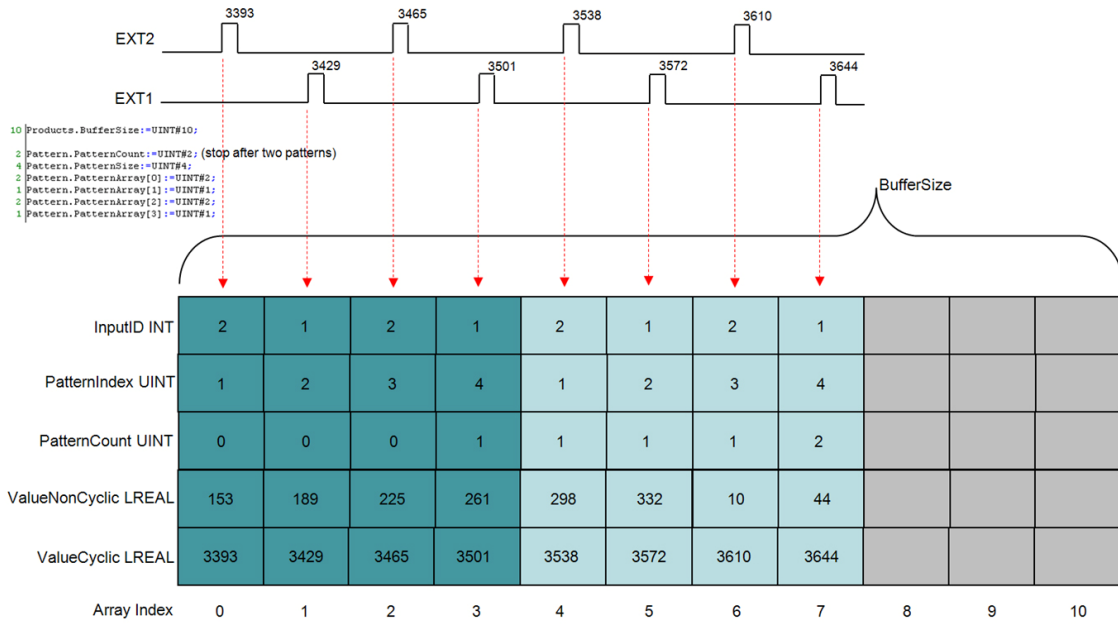 3393 3465 3538 3610
EXT2
3429 3501 3572 3644
EXT1
10 Products.BufferSize:=UINT#10;
2 Pattern.PatternCount:=UINT#2; (stop after two patterns)
4 Pattern.PatternSize:=UINT#4;
2 Pattern.PatternArray[0]:=UINT#2;
1 Pattern.PatternArray[1]:=UINT#1;
2 Pattern.PatternArray[2]:=UINT#2;
1 Pattern.PatternArray[3]:=UINT#1;
BufferSize
InputID INT 2 1 2 1 2 1 2 1
PatternIndex UINT 1 2 3 4 1 2 3 4
PatternCount UINT 0 0 0 1 1 1 1 2
ValueNonCyclic LREAL 153 189 225 261 298 332 10 44
ValueCyclic LREAL 3393 3429 3465 3501 3538 3572 3610 3644
Array Index 0 1 2 3 4 5 6 7 8 9 10